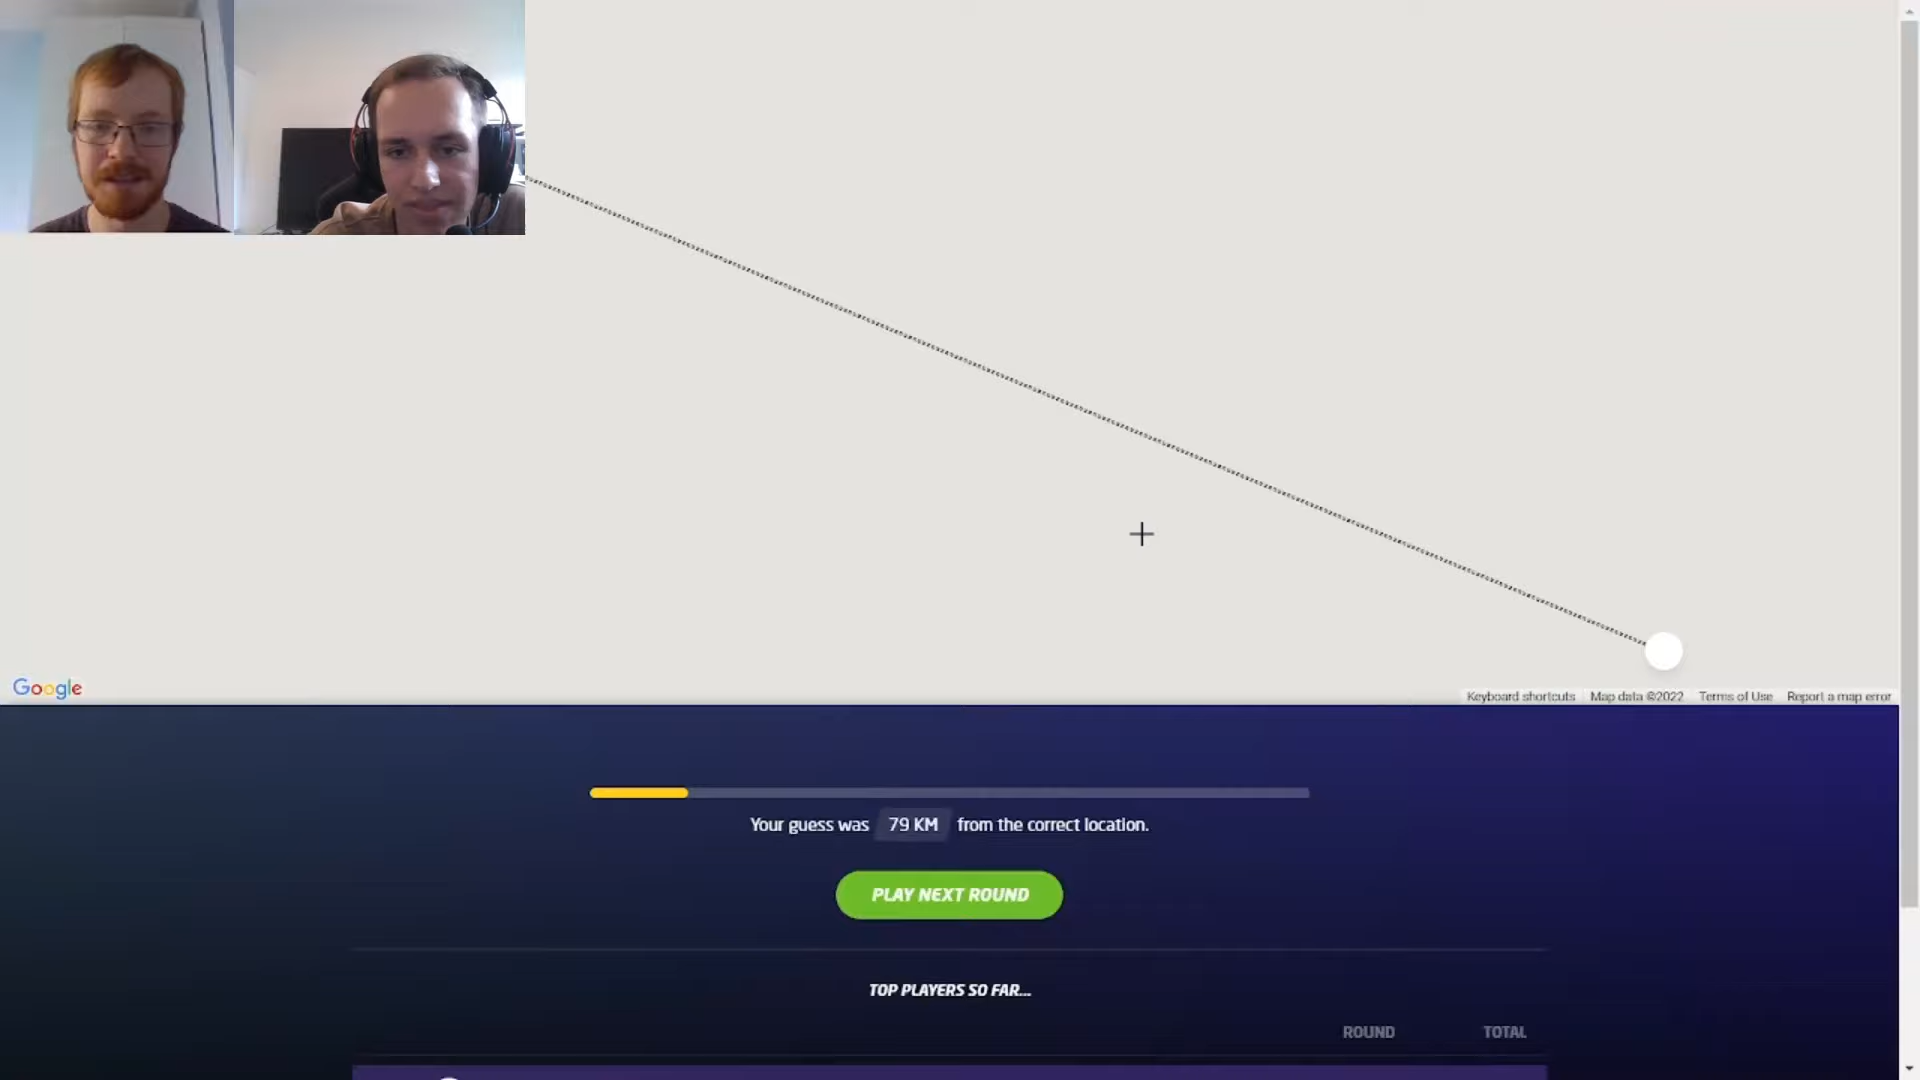 Google
Keyboard shortcuts
Map data ©2022
Terms of Use
Report a map error
Your guess was 79 KM from the correct location.
PLAY NEXT ROUND
TOP PLAYERS SO FAR...
ROUND
TOTAL